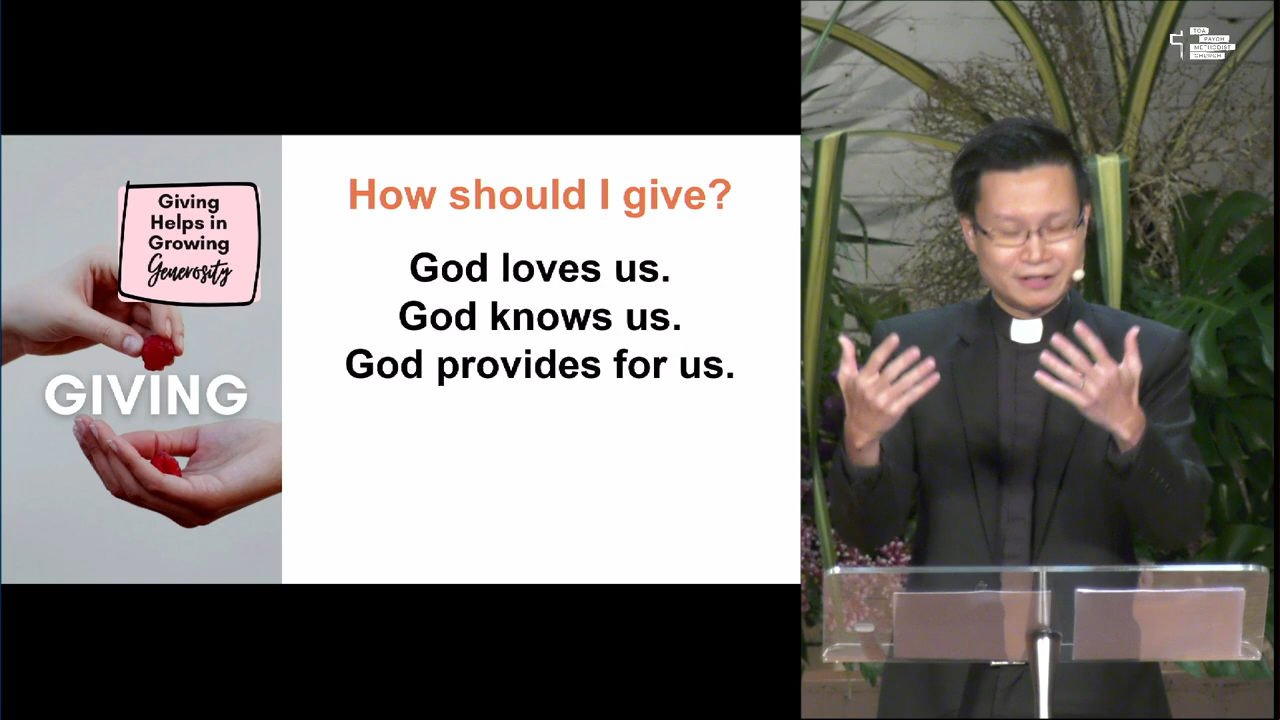 Giving
Helps in
Growing
Generosity
GIVING
How should I give?
God loves us.
God knows us.
God provides for us.
TOA
PAYOH
METHODIST
CHURCH